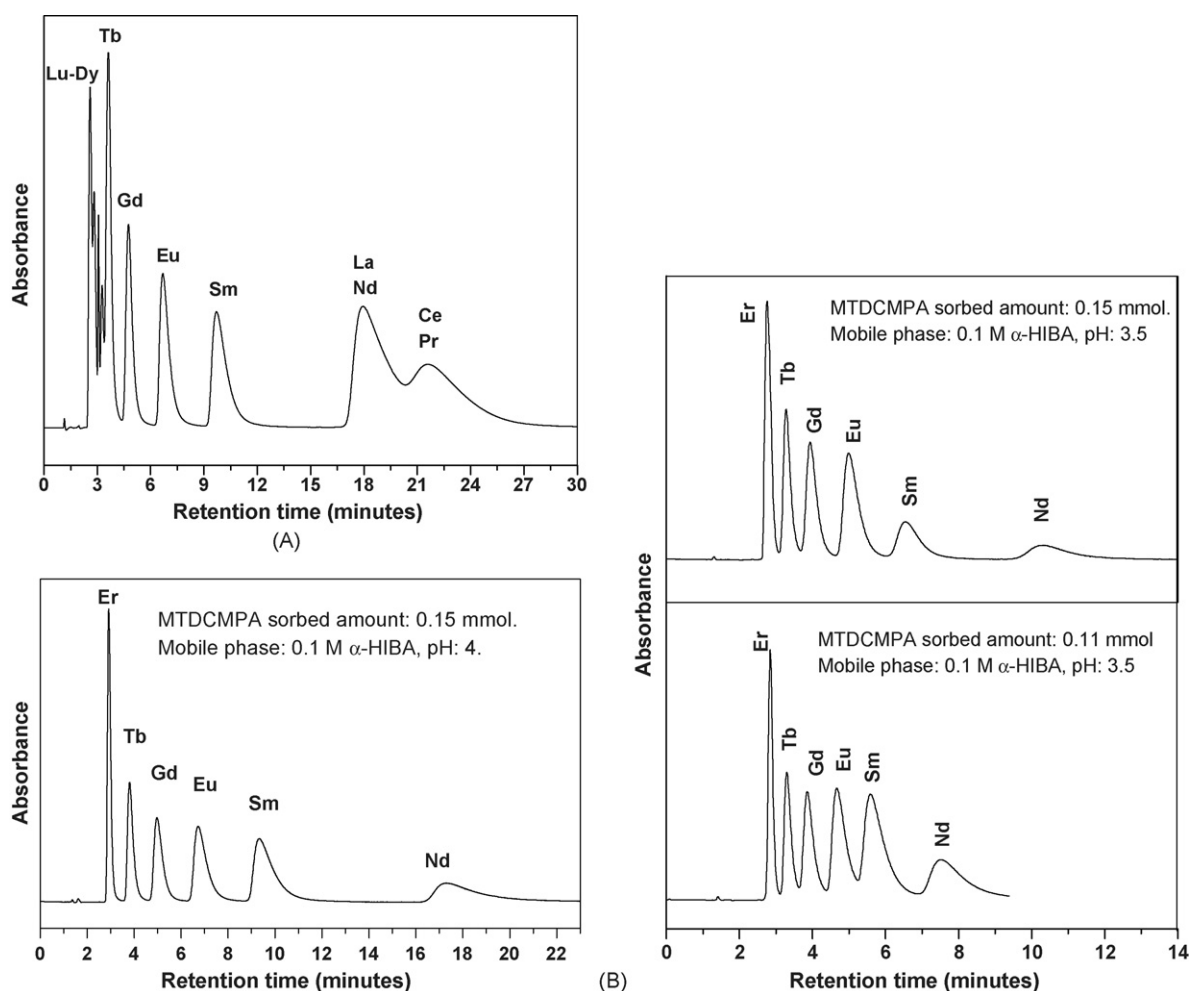 Tb
Lu-Dy
Gd
Eu
Sm
La
Nd
Ce
Pr
Absorbance
0 3 6 9 12 15 18 21 24 27 30
Retention time (minutes)
(A)
Er
MTDCMPA sorbed amount: 0.15 mmol.
Mobile phase: 0.1 M α-HIBA, pH: 4.
Tb
Gd
Eu
Sm
Nd
Absorbance
0 2 4 6 8 10 12 14 16 18 20 22
Retention time (minutes)
Er
MTDCMPA sorbed amount: 0.15 mmol.
Mobile phase: 0.1 M α-HIBA, pH: 3.5
Tb
Gd
Eu
Sm
Nd
Absorbance
Er
MTDCMPA sorbed amount: 0.11 mmol
Mobile phase: 0.1 M α-HIBA, pH: 3.5
Tb
Gd
Eu
Sm
Nd
Absorbance
0 2 4 6 8 10 12 14
Retention time (minutes)
(B)